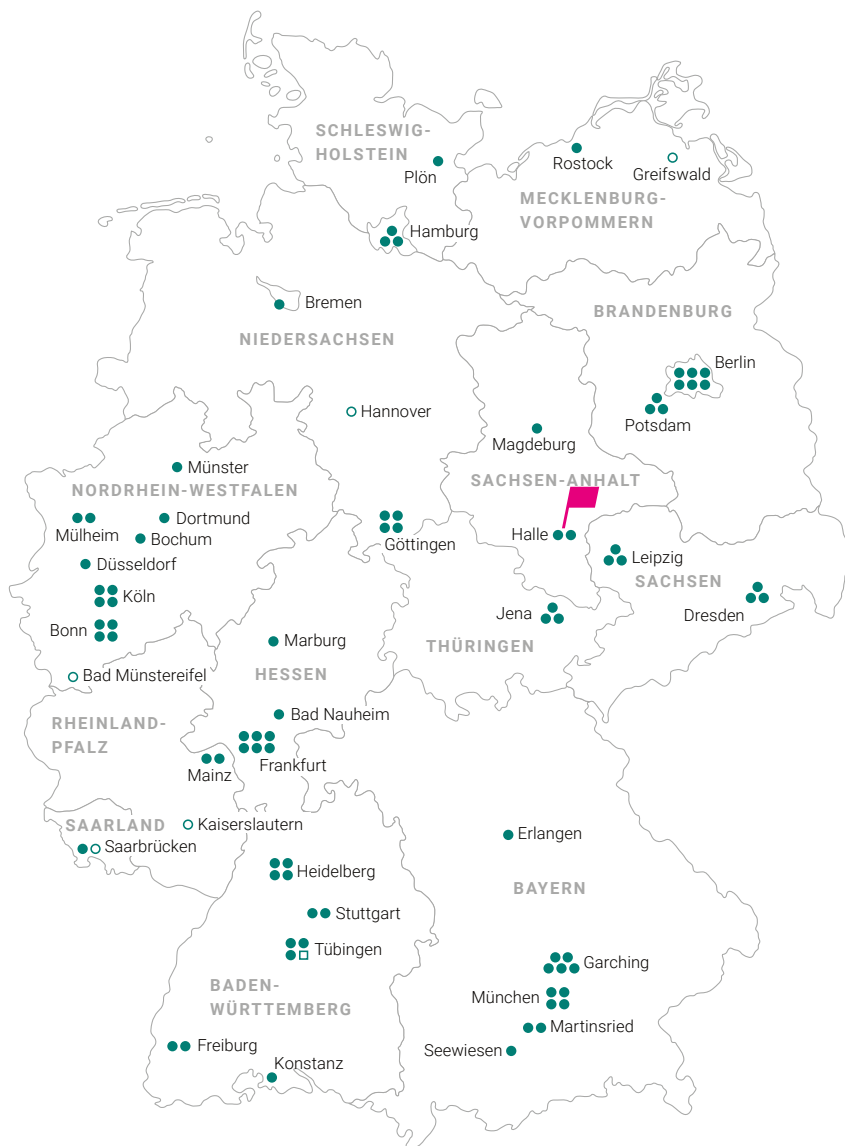 SCHLESWIG-
HOLSTEIN
Plön
Rostock
Greifswald
MECKLENBURG-
VORPOMMERN
Hamburg
Bremen
NIEDERSACHSEN
BRANDENBURG
Berlin
Potsdam
Hannover
Magdeburg
SACHSEN-ANHALT
Münster
NORDRHEIN-WESTFALEN
Mülheim
Dortmund
Bochum
Düsseldorf
Köln
Bonn
Bad Münstereifel
Göttingen
Halle
Leipzig
SACHSEN
Dresden
Jena
THÜRINGEN
Marburg
HESSEN
Bad Nauheim
Frankfurt
RHEINLAND-
PFALZ
Mainz
SAARLAND
Kaiserslautern
Saarbrücken
Erlangen
BAYERN
Heidelberg
Stuttgart
Tübingen
BADEN-
WÜRTTEMBERG
Garching
München
Martinsried
Seewiesen
Freiburg
Konstanz